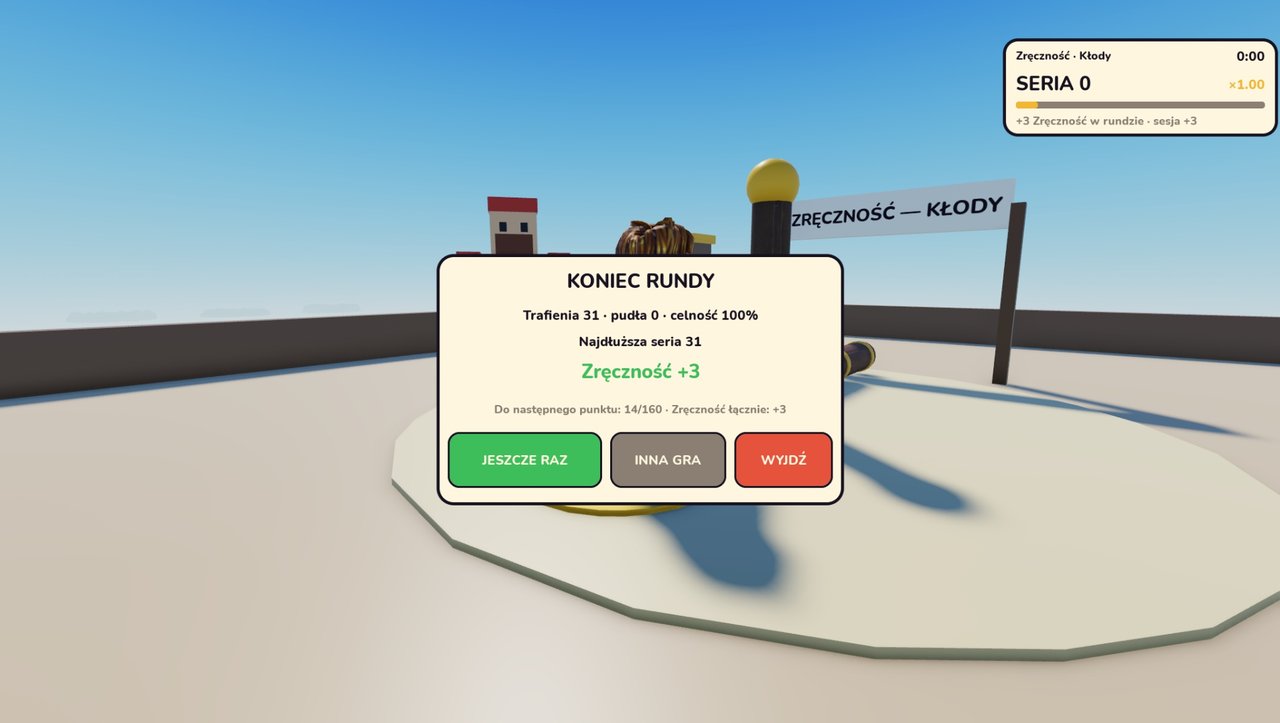 Zręczność · Kłody 0:00
SERIA 0 ×1.00
+3 Zręczność w rundzie · sesja +3
ZRĘCZNOŚĆ — KŁODY
KONIEC RUNDY
Trafienia 31 · pudła 0 · celność 100%
Najdłuższa seria 31
Zręczność +3
Do następnego punktu: 14/160 · Zręczność łącznie: +3
JESZCZE RAZ INNA GRA WYJDŹ